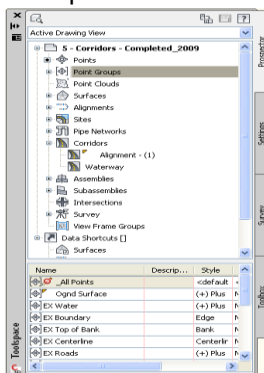 Active Drawing View
5 - Corridors - Completed_2009
Points
Point Groups
Point Clouds
Surfaces
Alignments
Sites
Pipe Networks
Corridors
Alignment - (1)
Waterway
Assemblies
Subassemblies
Intersections
Survey
View Frame Groups
Data Shortcuts []
Surfaces
Name Descrip... Style
_All Points <default
Ognd Surface (+) Plus
EX Water (+) Plus
EX Boundary Edge
EX Top of Bank Bank
EX Centerline Centerlir
EX Roads (+) Plus
Toolspace
Prospector
Settings
Survey
Toolbox